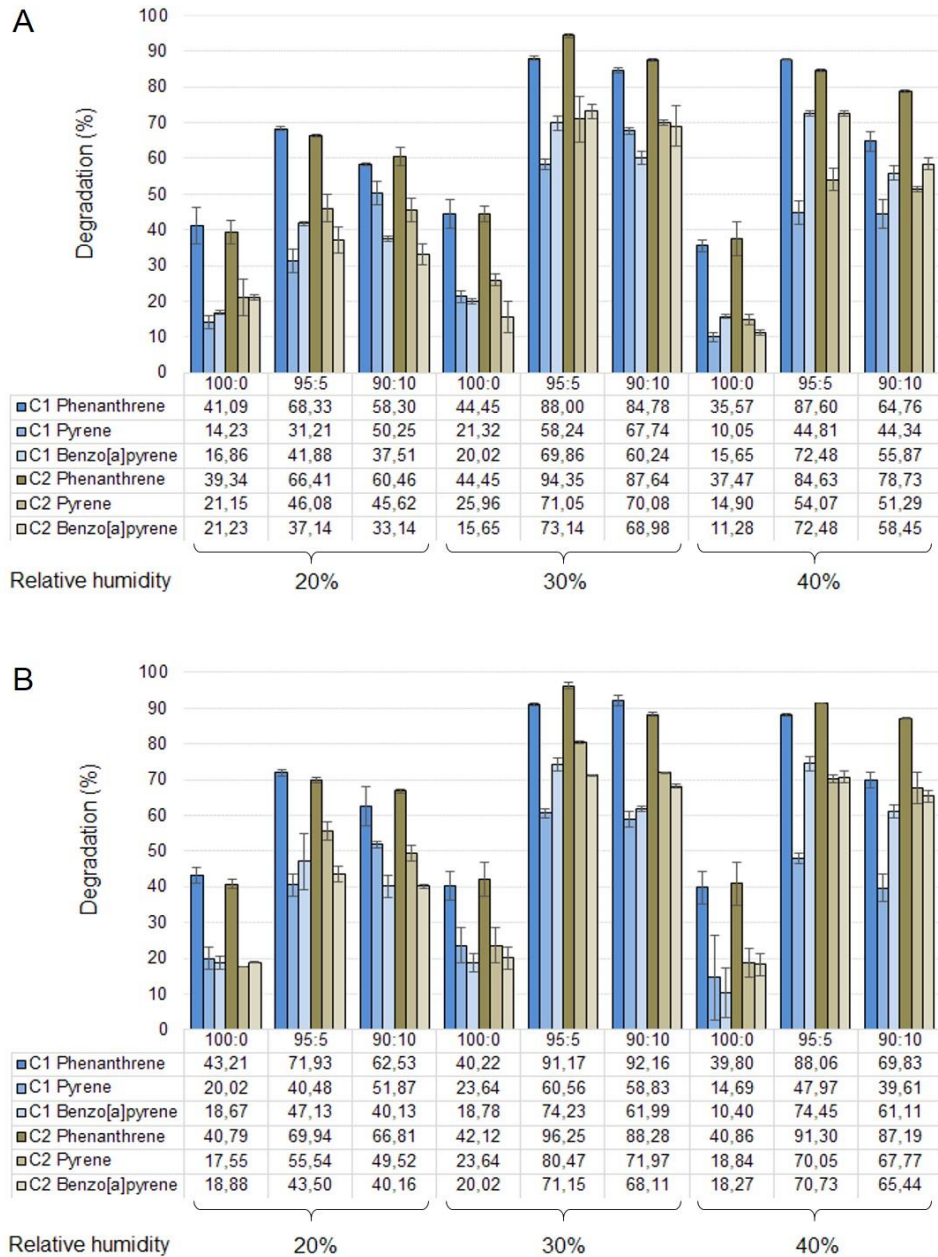 A
Degradation (%)
100
90
80
70
60
50
40
30
20
10
0
100:0 95:5 90:10 100:0 95:5 90:10 100:0 95:5 90:10
C1 Phenanthrene 41,09 68,33 58,30 44,45 88,00 84,78 35,57 87,60 64,76
C1 Pyrene 14,23 31,21 50,25 21,32 58,24 67,74 10,05 44,81 44,34
C1 Benzo[a]pyrene 16,86 41,88 37,51 20,02 69,86 60,24 15,65 72,48 55,87
C2 Phenanthrene 39,34 66,41 60,46 44,45 94,35 87,64 37,47 84,63 78,73
C2 Pyrene 21,15 46,08 45,62 25,96 71,05 70,08 14,90 54,07 51,29
C2 Benzo[a]pyrene 21,23 37,14 33,14 15,65 73,14 68,98 11,28 72,48 58,45
Relative humidity 20% 30% 40%
B
Degradation (%)
100
90
80
70
60
50
40
30
20
10
0
100:0 95:5 90:10 100:0 95:5 90:10 100:0 95:5 90:10
C1 Phenanthrene 43,21 71,93 62,53 40,22 91,17 92,16 39,80 88,06 69,83
C1 Pyrene 20,02 40,48 51,87 23,64 60,56 58,83 14,69 47,97 39,61
C1 Benzo[a]pyrene 18,67 47,13 40,13 18,78 74,23 61,99 10,40 74,45 61,11
C2 Phenanthrene 40,79 69,94 66,81 42,12 96,25 88,28 40,86 91,30 87,19
C2 Pyrene 17,55 55,54 49,52 23,64 80,47 71,97 18,84 70,05 67,77
C2 Benzo[a]pyrene 18,88 43,50 40,16 20,02 71,15 68,11 18,27 70,73 65,44
Relative humidity 20% 30% 40%